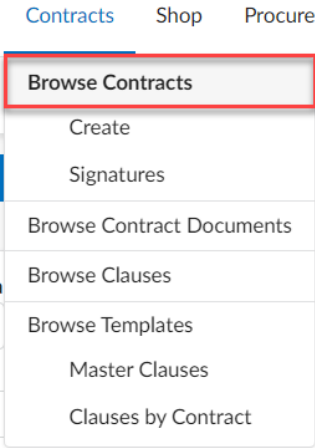 Contracts Shop Procure
Browse Contracts
Create
Signatures
Browse Contract Documents
Browse Clauses
Browse Templates
Master Clauses
Clauses by Contract